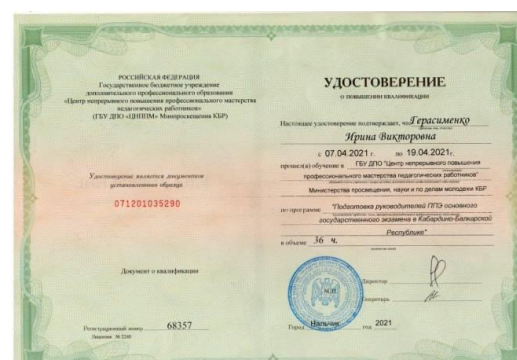 РОССИЙСКАЯ ФЕДЕРАЦИЯ
Государственное бюджетное учреждение
дополнительного профессионального образования
«Центр непрерывного повышения профессионального мастерства
педагогических работников»
(ГБУ ДПО «ЦНППМ» Минпросвещения КБР)
Удостоверение является документом
установленного образца
071201035290
Документ о квалификации
Регистрационный номер 68357
Лицензия № 2240
УДОСТОВЕРЕНИЕ
О ПОВЫШЕНИИ КВАЛИФИКАЦИИ
Настоящее удостоверение подтверждает, что Герасименко
Ирина Викторовна
с 07.04.2021 г. по 19.04.2021 г.
прошел(а) обучение в ГБУ ДПО "Центр непрерывного повышения
профессионального мастерства педагогических работников"
Министерства просвещения, науки и по делам молодежи КБР
по программе "Подготовка руководителей ППЭ основного
государственного экзамена в Кабардино-Балкарской
Республике"
в объеме 36 ч.
Директор
М.П.
Секретарь
Город Нальчик год 2021